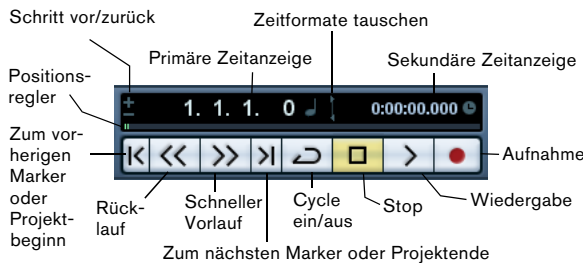 Schritt vor/zurück
Zeitformate tauschen
Primäre Zeitanzeige
Sekundäre Zeitanzeige
Positions-
regler
1. 1. 1. 0
0:00:00.000
Zum vor-
herigen
Marker
oder
Projekt-
beginn
Rück-
lauf
Schneller
Vorlauf
Cycle
ein/aus
Stop
Wiedergabe
Aufnahme
Zum nächsten Marker oder Projektende